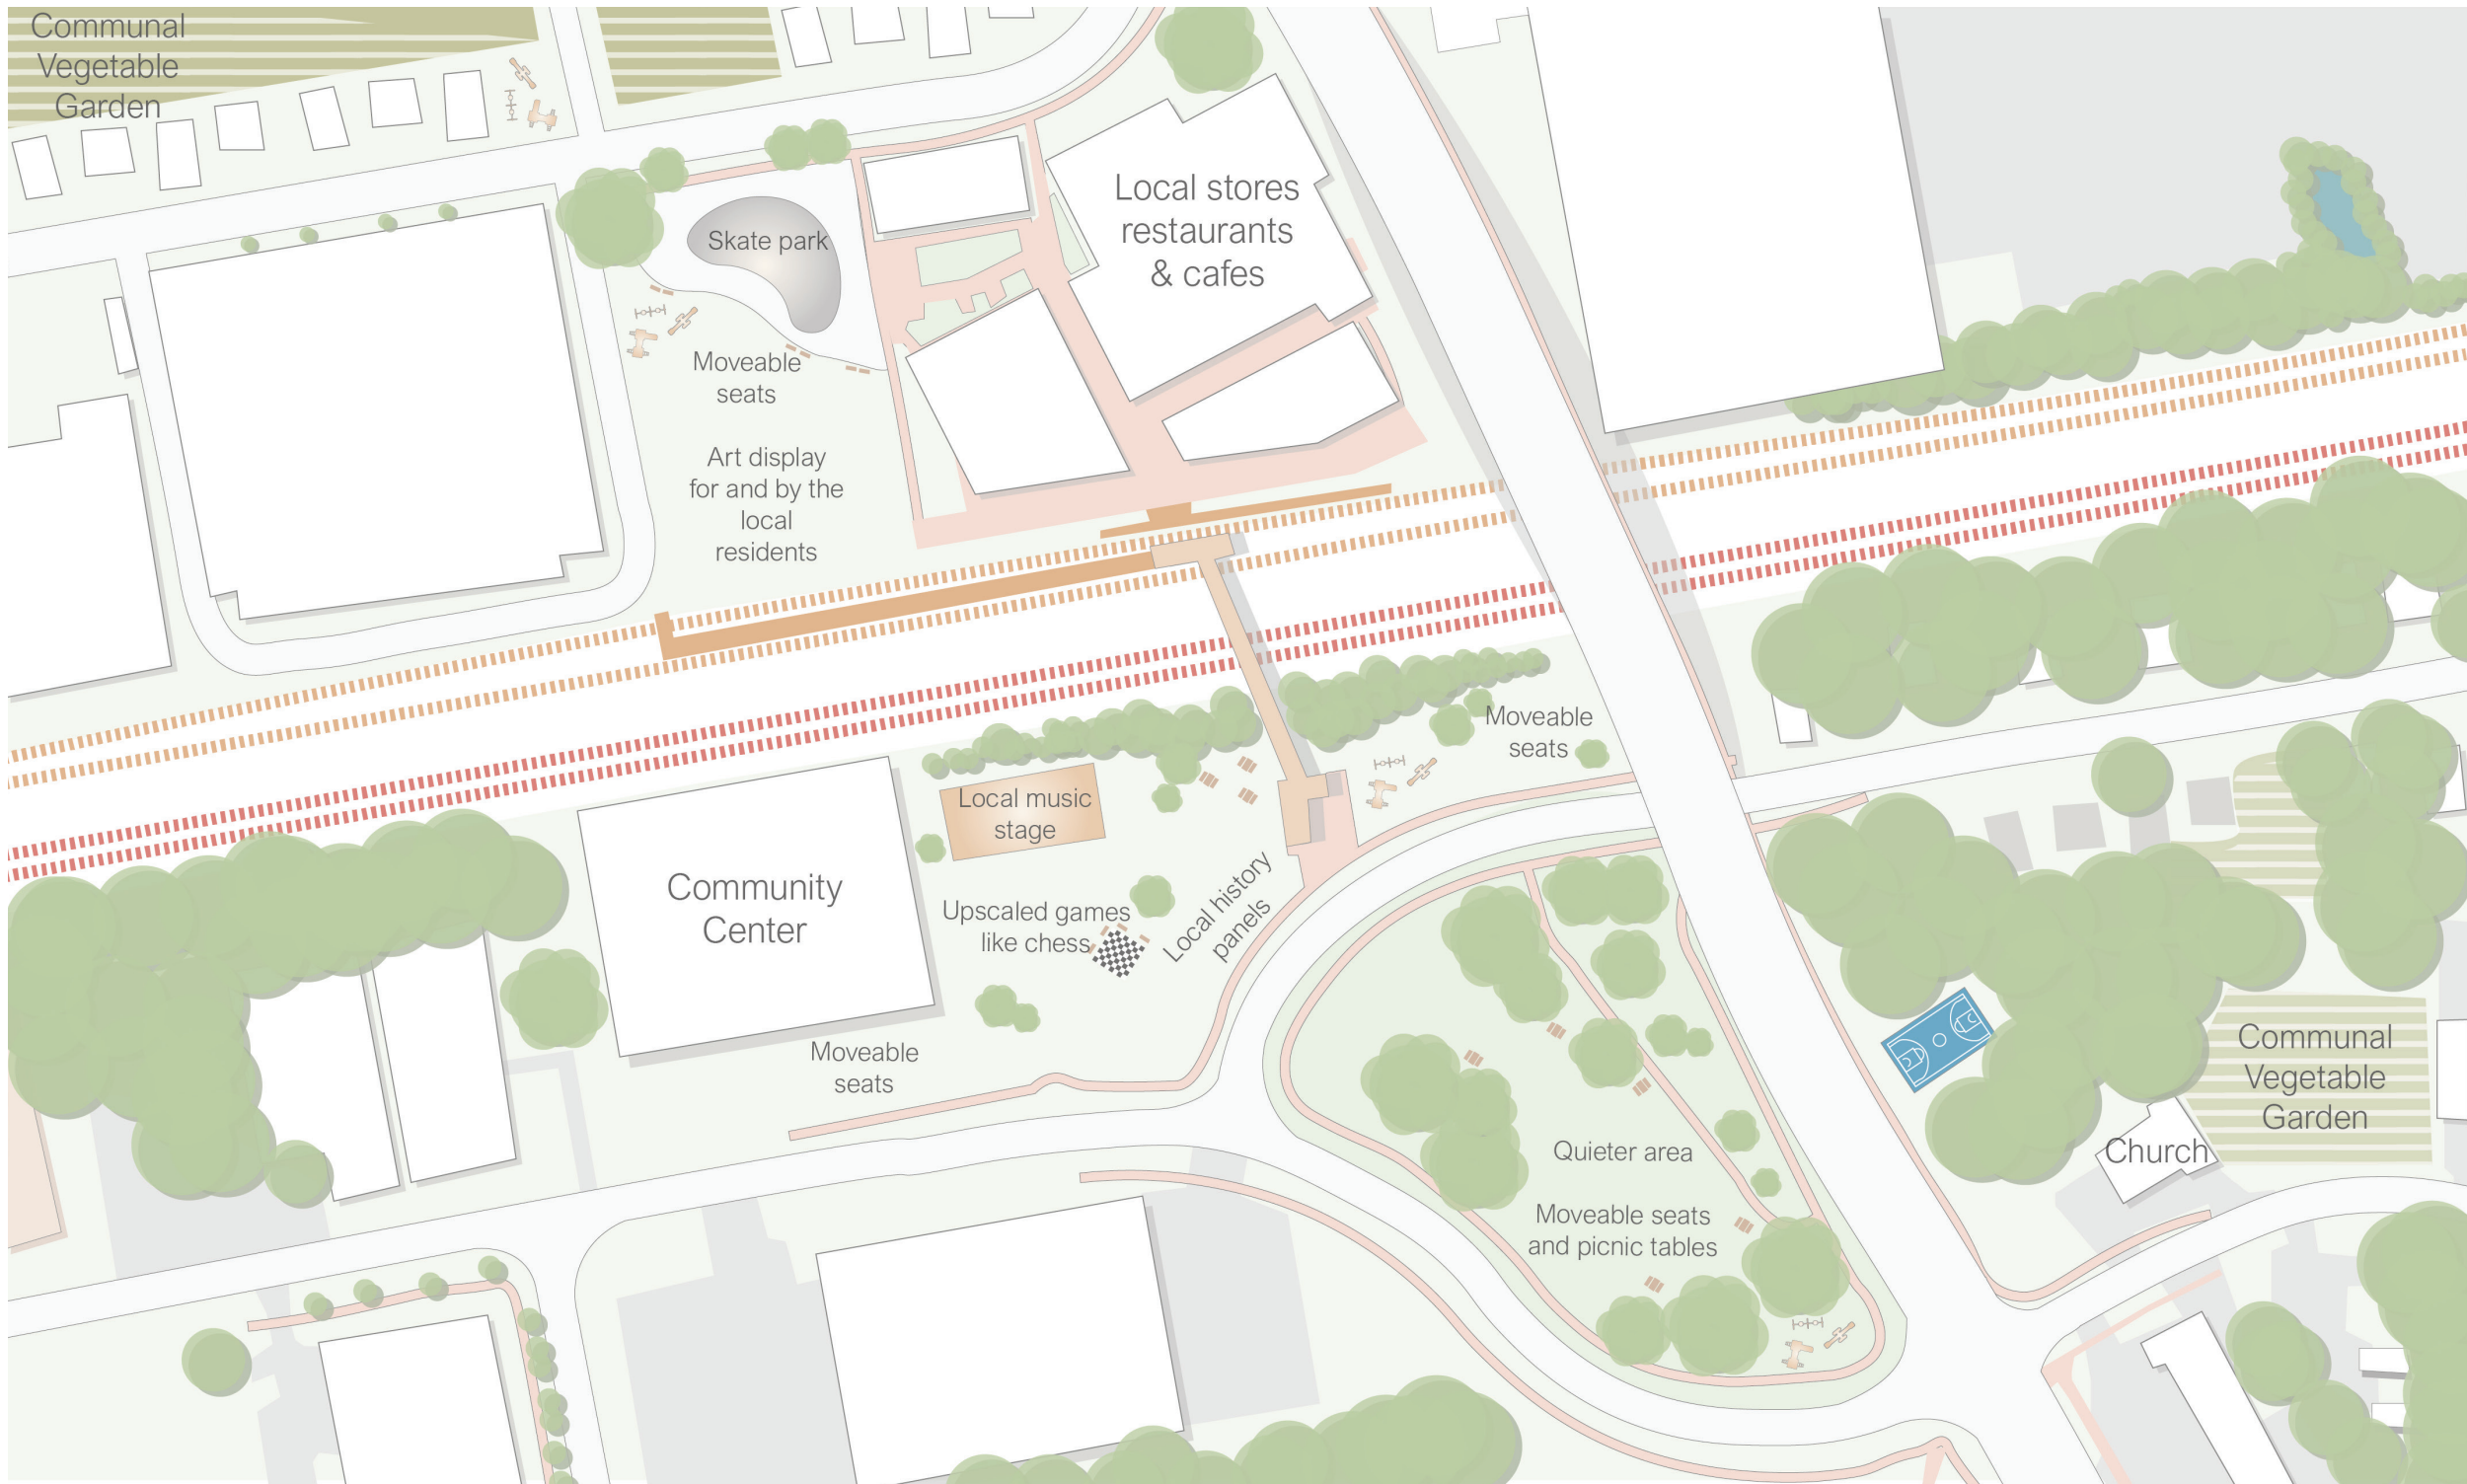 Communal
Vegetable
Garden
Local stores
restaurants
& cafes
Skate park
Moveable
seats
Art display
for and by the
local
residents
Moveable
seats
Local music
stage
Community
Center
Upscaled games
like chess
Local history
panels
Moveable
seats
Quieter area
Moveable seats
and picnic tables
Communal
Vegetable
Garden
Church